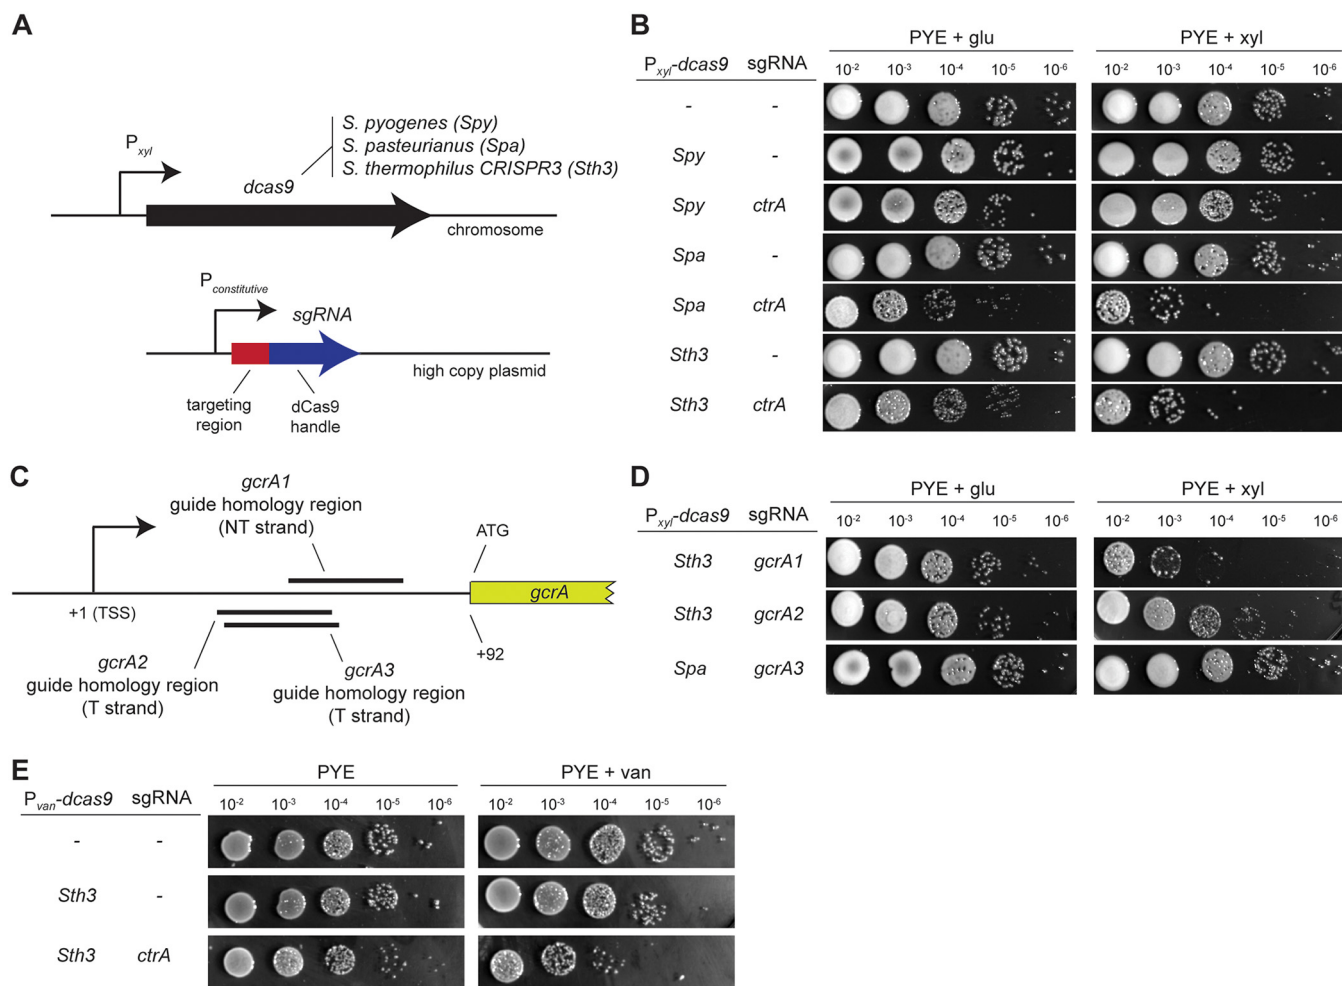 A
P_xyl
S. pyogenes (Spy)
S. pasteurianus (Spa)
S. thermophilus CRISPR3 (Sth3)
dcas9
chromosome
P_constitutive
sgRNA
high copy plasmid
targeting
region
dCas9
handle
B
PYE + glu PYE + xyl
P_xyl-dcas9 sgRNA 10^-2 10^-3 10^-4 10^-5 10^-6 10^-2 10^-3 10^-4 10^-5 10^-6
- -
Spy -
Spy ctrA
Spa -
Spa ctrA
Sth3 -
Sth3 ctrA
C
gcrA1
guide homology region
(NT strand)
ATG
gcrA
+1 (TSS)
+92
gcrA2
guide homology region
(T strand)
gcrA3
guide homology region
(T strand)
D
PYE + glu PYE + xyl
P_xyl-dcas9 sgRNA 10^-2 10^-3 10^-4 10^-5 10^-6 10^-2 10^-3 10^-4 10^-5 10^-6
Sth3 gcrA1
Sth3 gcrA2
Spa gcrA3
E
PYE PYE + van
P_van-dcas9 sgRNA 10^-2 10^-3 10^-4 10^-5 10^-6 10^-2 10^-3 10^-4 10^-5 10^-6
- -
Sth3 -
Sth3 ctrA